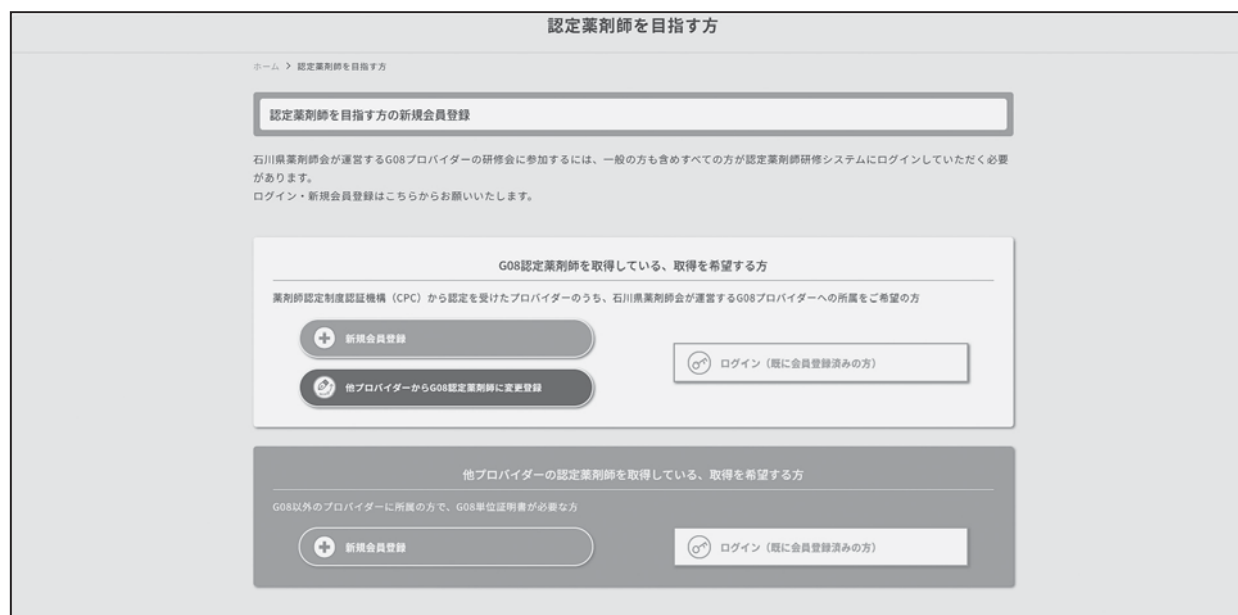 認定薬剤師を目指す方
ホーム > 認定薬剤師を目指す方
認定薬剤師を目指す方の新規会員登録
石川県薬剤師会が運営するG08プロバイダーの研修会に参加するには、一般の方も含めすべての方が認定薬剤師研修システムにログインしていただく必要
があります。
ログイン・新規会員登録はこちらからお願いいたします。
G08認定薬剤師を取得している、取得を希望する方
薬剤師認定制度認証機構（CPC）から認定を受けたプロバイダーのうち、石川県薬剤師会が運営するG08プロバイダーへの所属をご希望の方
新規会員登録
ログイン（既に会員登録済みの方）
他プロバイダーからG08認定薬剤師に変更登録
他プロバイダーの認定薬剤師を取得している、取得を希望する方
G08以外のプロバイダーに所属の方で、G08単位証明書が必要な方
新規会員登録
ログイン（既に会員登録済みの方）